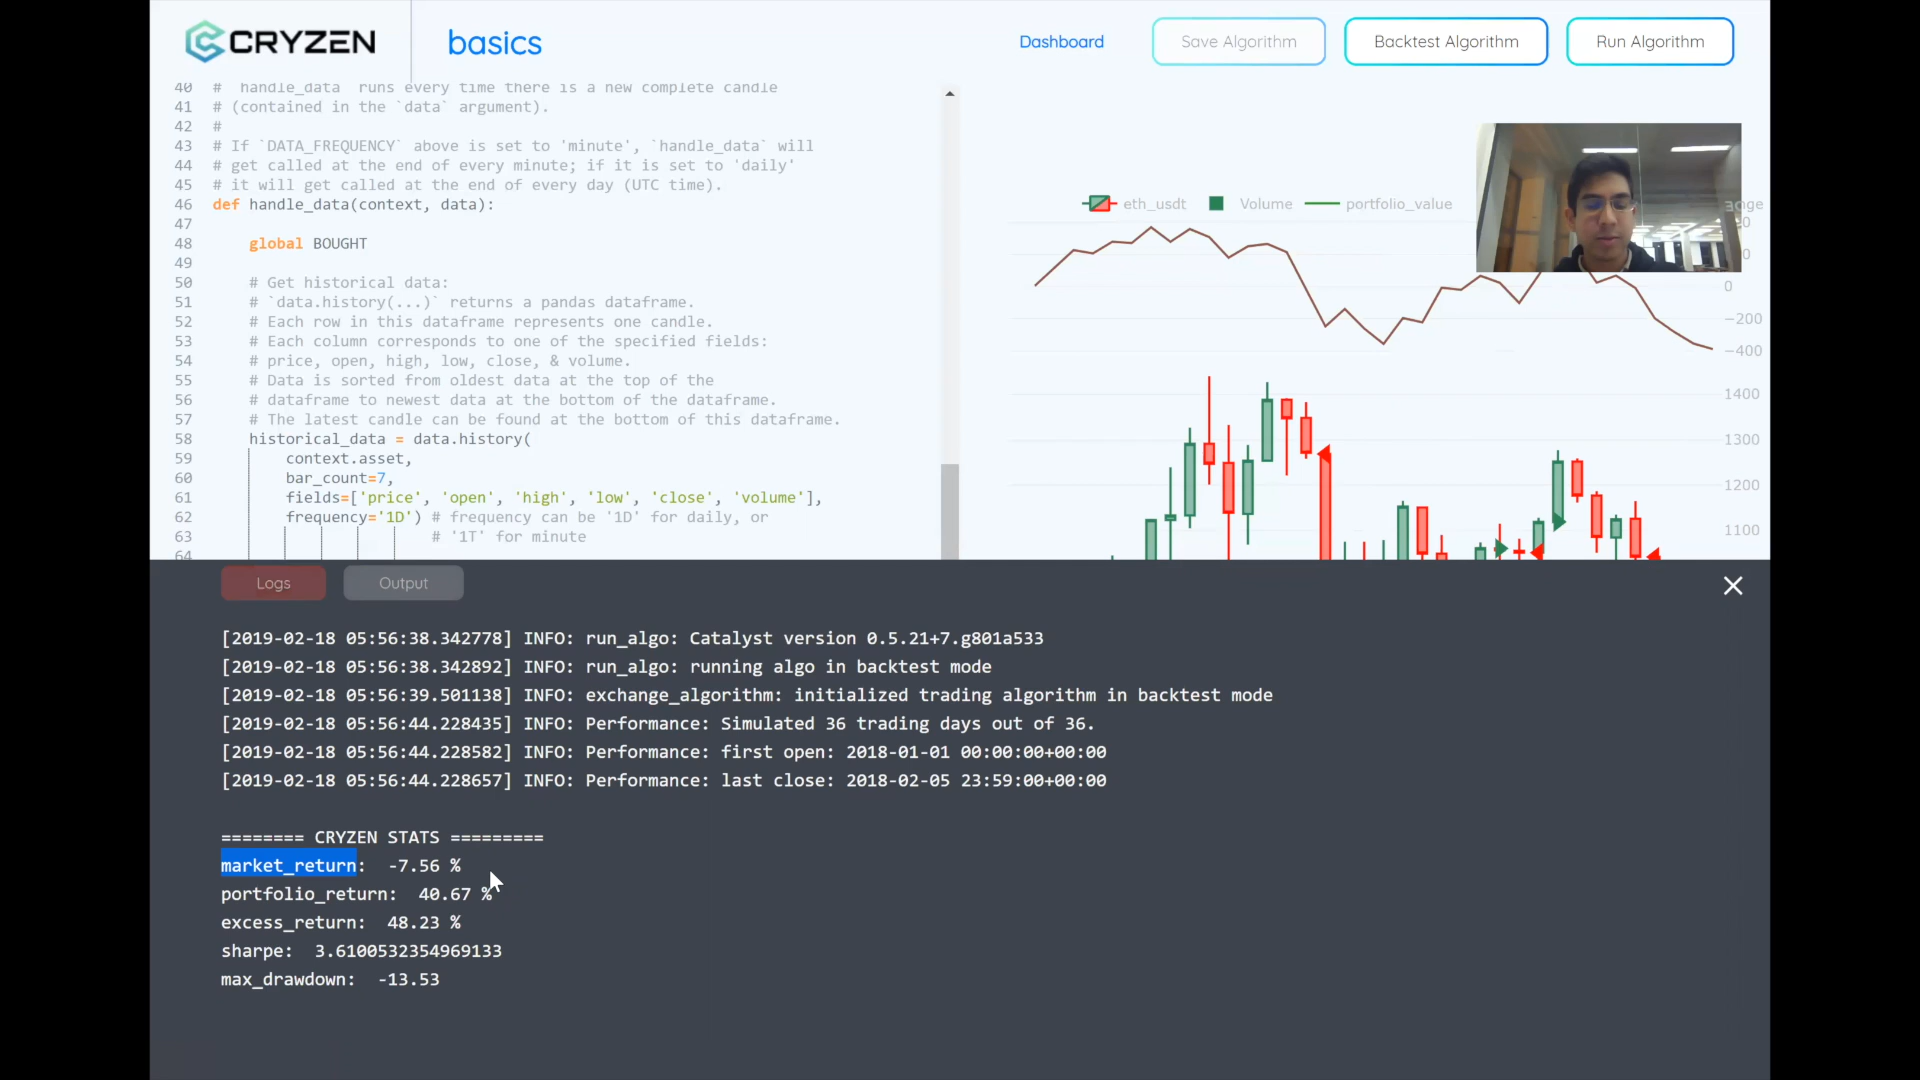 CRYZEN
basics
Dashboard
Save Algorithm
Backtest Algorithm
Run Algorithm
40 # `handle_data` runs every time there is a new complete candle
41 # (contained in the `data` argument).
42 #
43 # If `DATA_FREQUENCY` above is set to 'minute', `handle_data` will
44 # get called at the end of every minute; if it is set to 'daily'
45 # it will get called at the end of every day (UTC time).
46 def handle_data(context, data):
47
48 global BOUGHT
49
50 # Get historical data:
51 # `data.history(...)` returns a pandas dataframe.
52 # Each row in this dataframe represents one candle.
53 # Each column corresponds to one of the specified fields:
54 # price, open, high, low, close, & volume.
55 # Data is sorted from oldest data at the top of the
56 # dataframe to newest data at the bottom of the dataframe.
57 # The latest candle can be found at the bottom of this dataframe.
58 historical_data = data.history(
59 context.asset,
60 bar_count=7,
61 fields=['price', 'open', 'high', 'low', 'close', 'volume'],
62 frequency='1D') # frequency can be '1D' for daily, or
63 # '1T' for minute
64
eth_usdt
Volume
portfolio_value
0
−200
−400
1400
1300
1200
1100
Logs
Output
[2019-02-18 05:56:38.342778] INFO: run_algo: Catalyst version 0.5.21+7.g801a533
[2019-02-18 05:56:38.342892] INFO: run_algo: running algo in backtest mode
[2019-02-18 05:56:39.501138] INFO: exchange_algorithm: initialized trading algorithm in backtest mode
[2019-02-18 05:56:44.228435] INFO: Performance: Simulated 36 trading days out of 36.
[2019-02-18 05:56:44.228582] INFO: Performance: first open: 2018-01-01 00:00:00+00:00
[2019-02-18 05:56:44.228657] INFO: Performance: last close: 2018-02-05 23:59:00+00:00
======== CRYZEN STATS =========
market_return: -7.56 %
portfolio_return: 40.67 %
excess_return: 48.23 %
sharpe: 3.6100532354969133
max_drawdown: -13.53